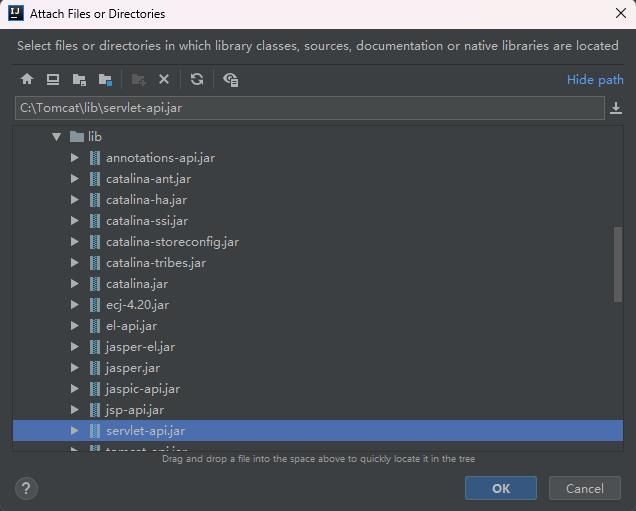 IJ Attach Files or Directories
Select files or directories in which library classes, sources, documentation or native libraries are located
Hide path
C:\Tomcat\lib\servlet-api.jar
lib
annotations-api.jar
catalina-ant.jar
catalina-ha.jar
catalina-ssi.jar
catalina-storeconfig.jar
catalina-tribes.jar
catalina.jar
ecj-4.20.jar
el-api.jar
jasper-el.jar
jasper.jar
jaspic-api.jar
jsp-api.jar
servlet-api.jar
tomcat-api.jar
Drag and drop a file into the space above to quickly locate it in the tree
? OK Cancel